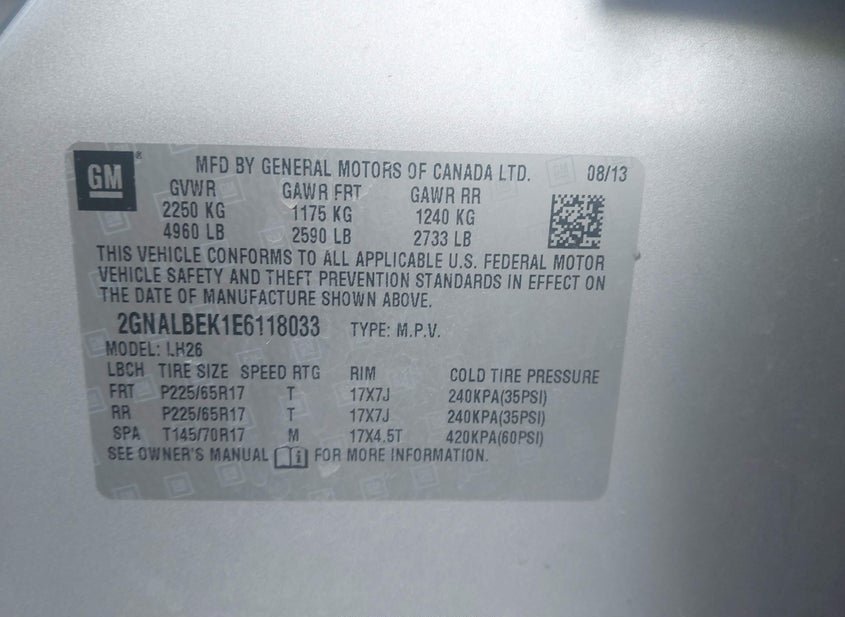 GM
MFD BY GENERAL MOTORS OF CANADA LTD. 08/13
GVWR GAWR FRT GAWR RR
2250 KG 1175 KG 1240 KG
4960 LB 2590 LB 2733 LB
THIS VEHICLE CONFORMS TO ALL APPLICABLE U.S. FEDERAL MOTOR
VEHICLE SAFETY AND THEFT PREVENTION STANDARDS IN EFFECT ON
THE DATE OF MANUFACTURE SHOWN ABOVE.
2GNALBEK1E6118033 TYPE: M.P.V.
MODEL: LH26
LBCH TIRE SIZE SPEED RTG RIM COLD TIRE PRESSURE
FRT P225/65R17 T 17X7J 240KPA(35PSI)
RR P225/65R17 T 17X7J 240KPA(35PSI)
SPA T145/70R17 M 17X4.5T 420KPA(60PSI)
SEE OWNER'S MANUAL i FOR MORE INFORMATION.